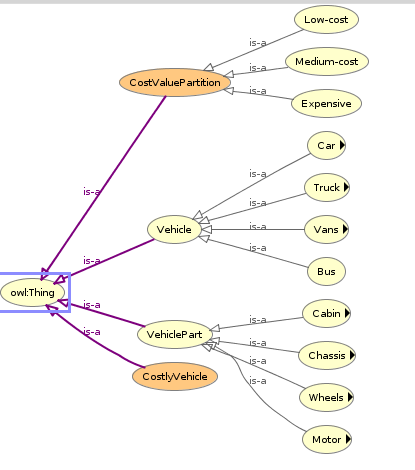 Low-cost
is-a
Medium-cost
is-a
CostValuePartition
is-a
Expensive
Car
is-a
Truck
is-a
is-a
Vehicle
is-a
Vans
is-a
is-a
Bus
owl:Thing
is-a
Cabin
is-a
is-a
VehiclePart
is-a
Chassis
is-a
CostlyVehicle
is-a
Wheels
is-a
Motor